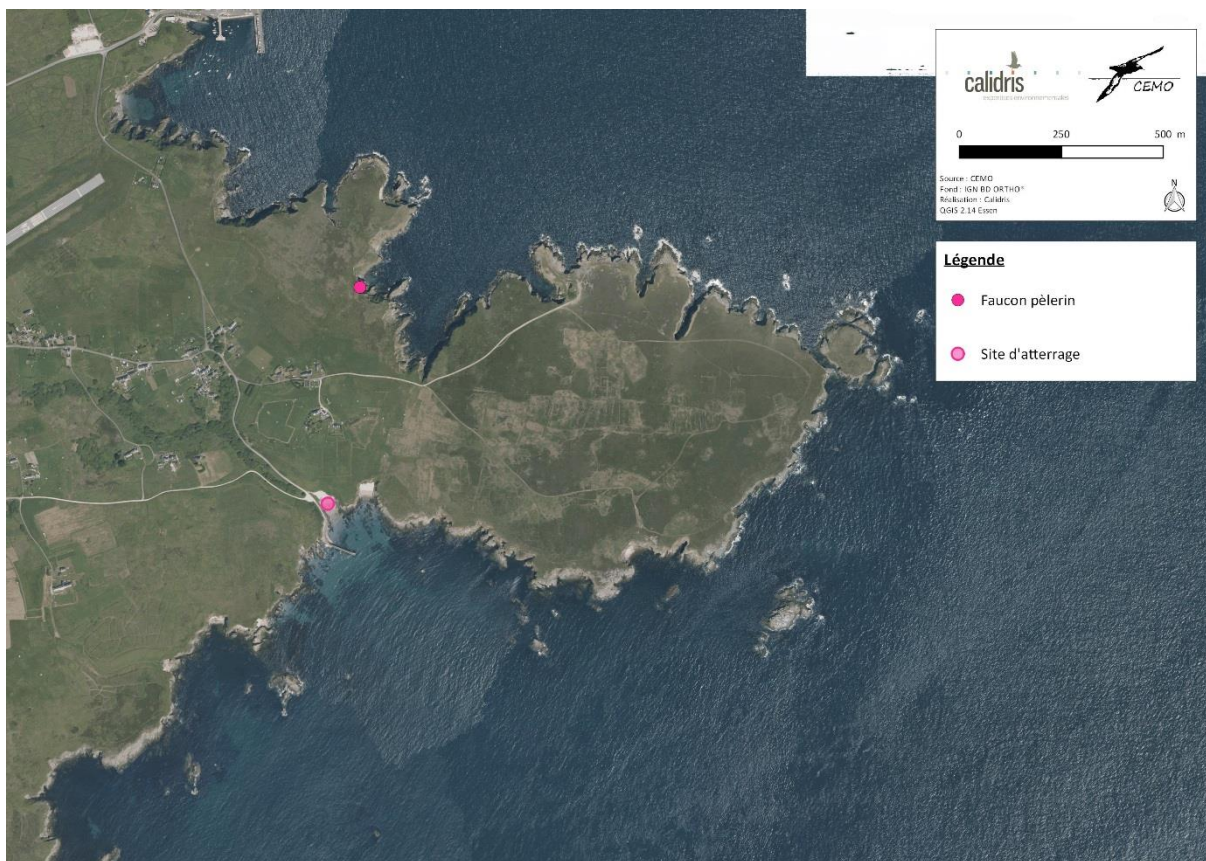 calidris
CEMO
0 250 500 m
Source : CEMO
Fond : IGN BD ORTHO®
Réalisation : Calidris
QGIS 2.14 Essen
N
Légende
Faucon pèlerin
Site d'atterrage